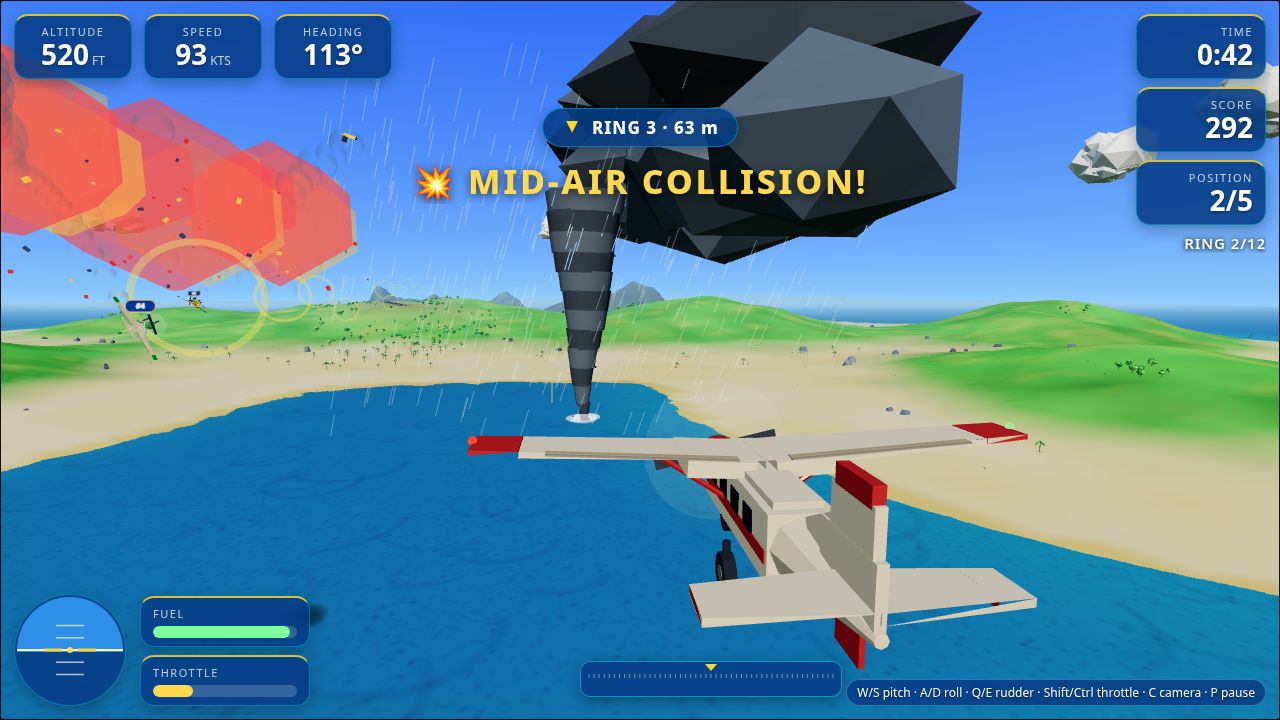 ALTITUDE
520 FT
SPEED
93 KTS
HEADING
113°
TIME
0:42
SCORE
292
POSITION
2/5
RING 2/12
▼ RING 3 · 63 m
💥 MID-AIR COLLISION!
#4
FUEL
THROTTLE
W/S pitch · A/D roll · Q/E rudder · Shift/Ctrl throttle · C camera · P pause